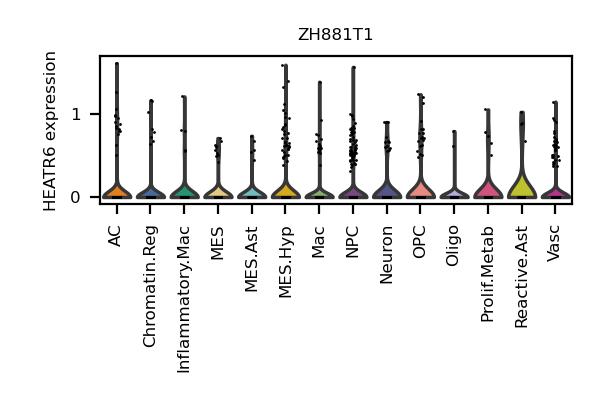 ZH881T1
HEATR6 expression
1
0
AC
Chromatin.Reg
Inflammatory.Mac
MES
MES.Ast
MES.Hyp
Mac
NPC
Neuron
OPC
Oligo
Prolif.Metab
Reactive.Ast
Vasc